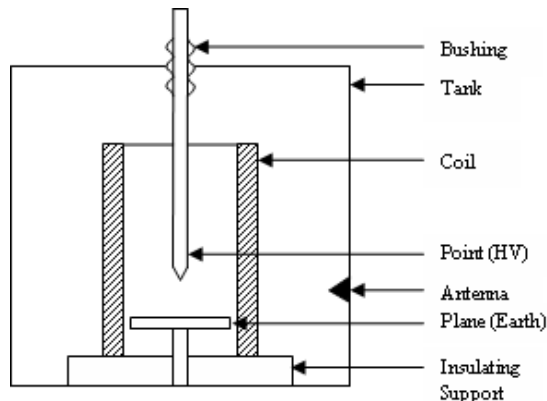 Bushing
Tank
Coil
Point (HV)
Antenna
Plane (Earth)
Insulating
Support